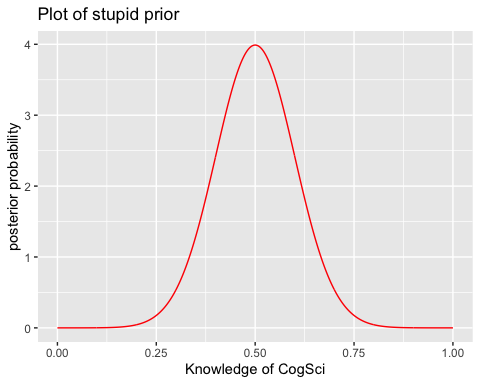 Plot of stupid prior
posterior probability
4
3
2
1
0
0.00 0.25 0.50 0.75 1.00
Knowledge of CogSci